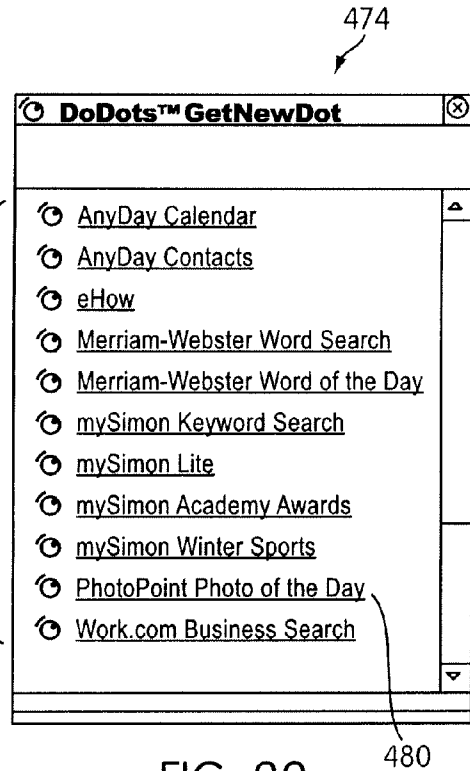 474
DoDots™ GetNewDot
AnyDay Calendar
AnyDay Contacts
eHow
Merriam-Webster Word Search
Merriam-Webster Word of the Day
mySimon Keyword Search
mySimon Lite
mySimon Academy Awards
mySimon Winter Sports
PhotoPoint Photo of the Day
Work.com Business Search
480
FIG.